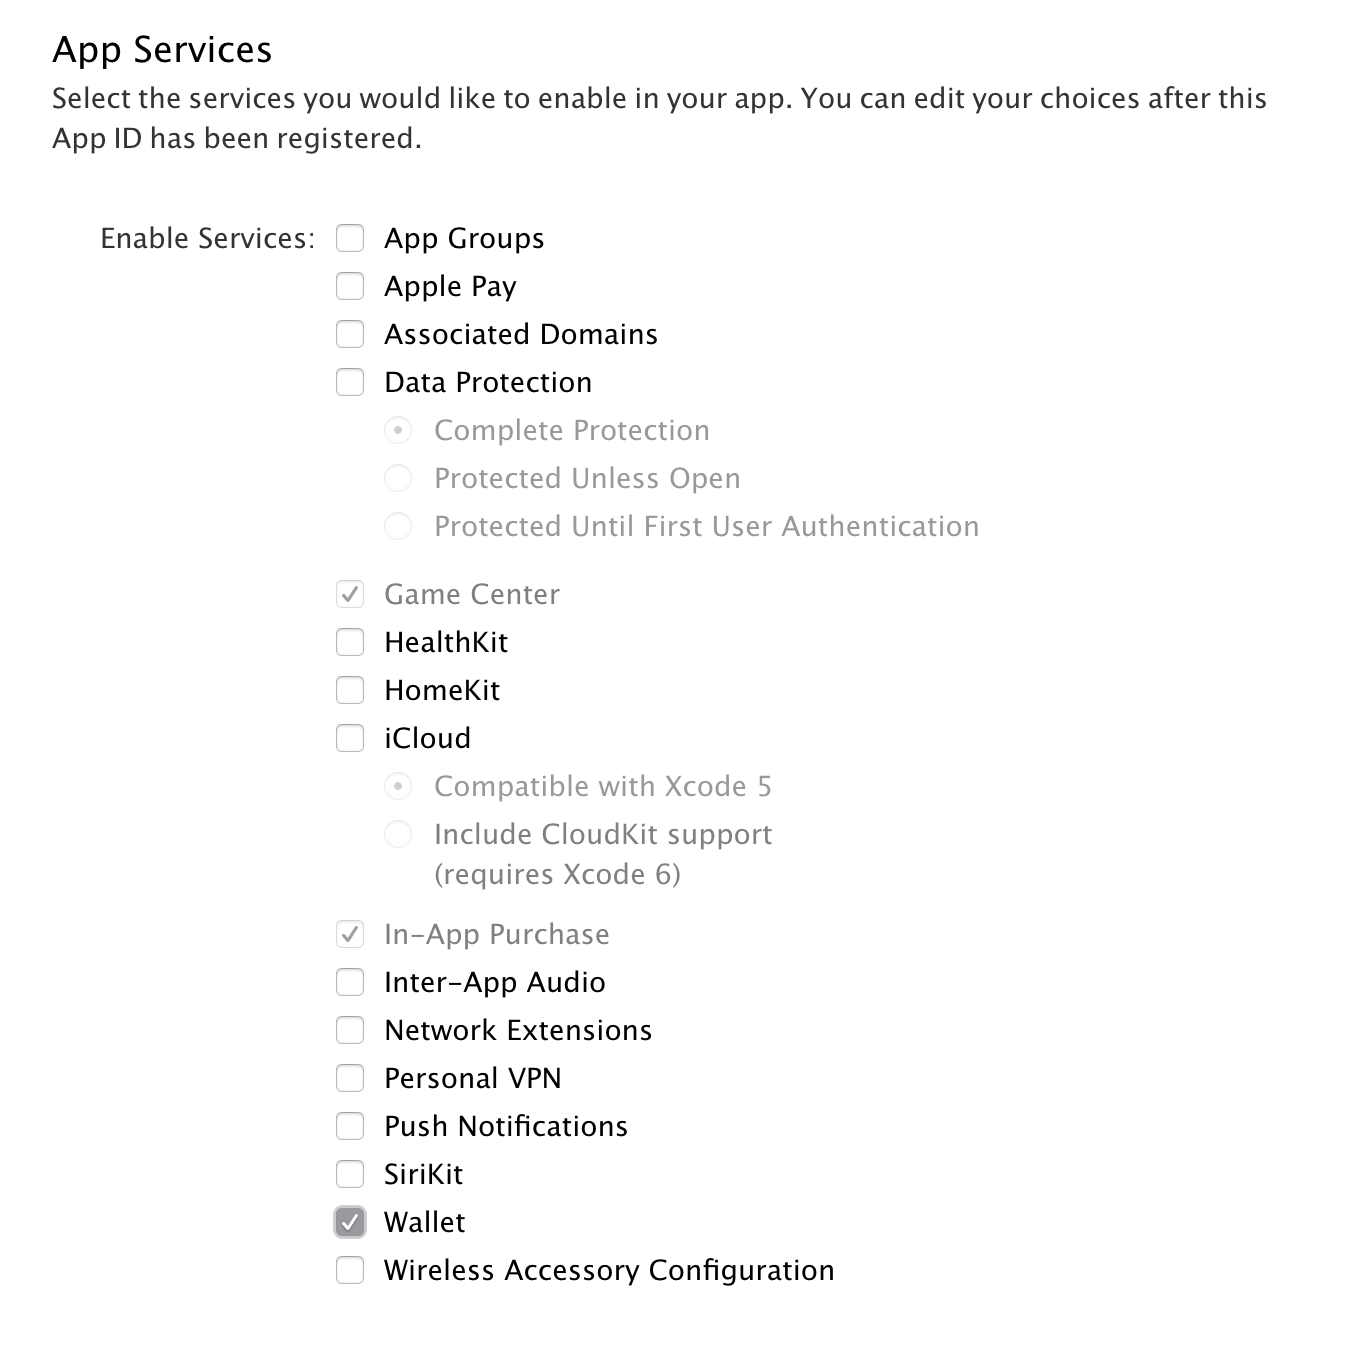 App Services
Select the services you would like to enable in your app. You can edit your choices after this
App ID has been registered.
Enable Services:
App Groups
Apple Pay
Associated Domains
Data Protection
Complete Protection
Protected Unless Open
Protected Until First User Authentication
Game Center
HealthKit
HomeKit
iCloud
Compatible with Xcode 5
Include CloudKit support
(requires Xcode 6)
In-App Purchase
Inter-App Audio
Network Extensions
Personal VPN
Push Notifications
SiriKit
Wallet
Wireless Accessory Configuration